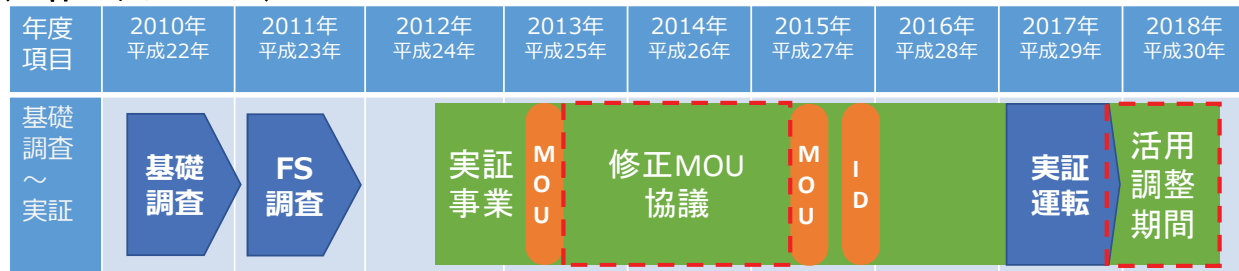 年度
項目
2010年
平成22年
2011年
平成23年
2012年
平成24年
2013年
平成25年
2014年
平成26年
2015年
平成27年
2016年
平成28年
2017年
平成29年
2018年
平成30年
基礎
調査
～
実証
基礎
調査
FS
調査
実証
事業
MOU
修正MOU
協議
MOU
ID
実証
運転
活用
調整
期間